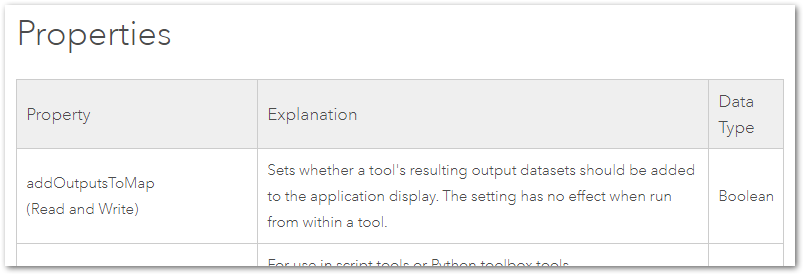 Properties
Property
Explanation
Data
Type
addOutputsToMap
(Read and Write)
Sets whether a tool's resulting output datasets should be added
to the application display. The setting has no effect when run
from within a tool.
Boolean
For use in script tools or Python toolbox tools